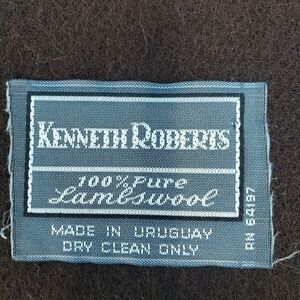 KENNETH ROBERTS
100% Pure
Lambswool
MADE IN URUGUAY
DRY CLEAN ONLY
RN 64197